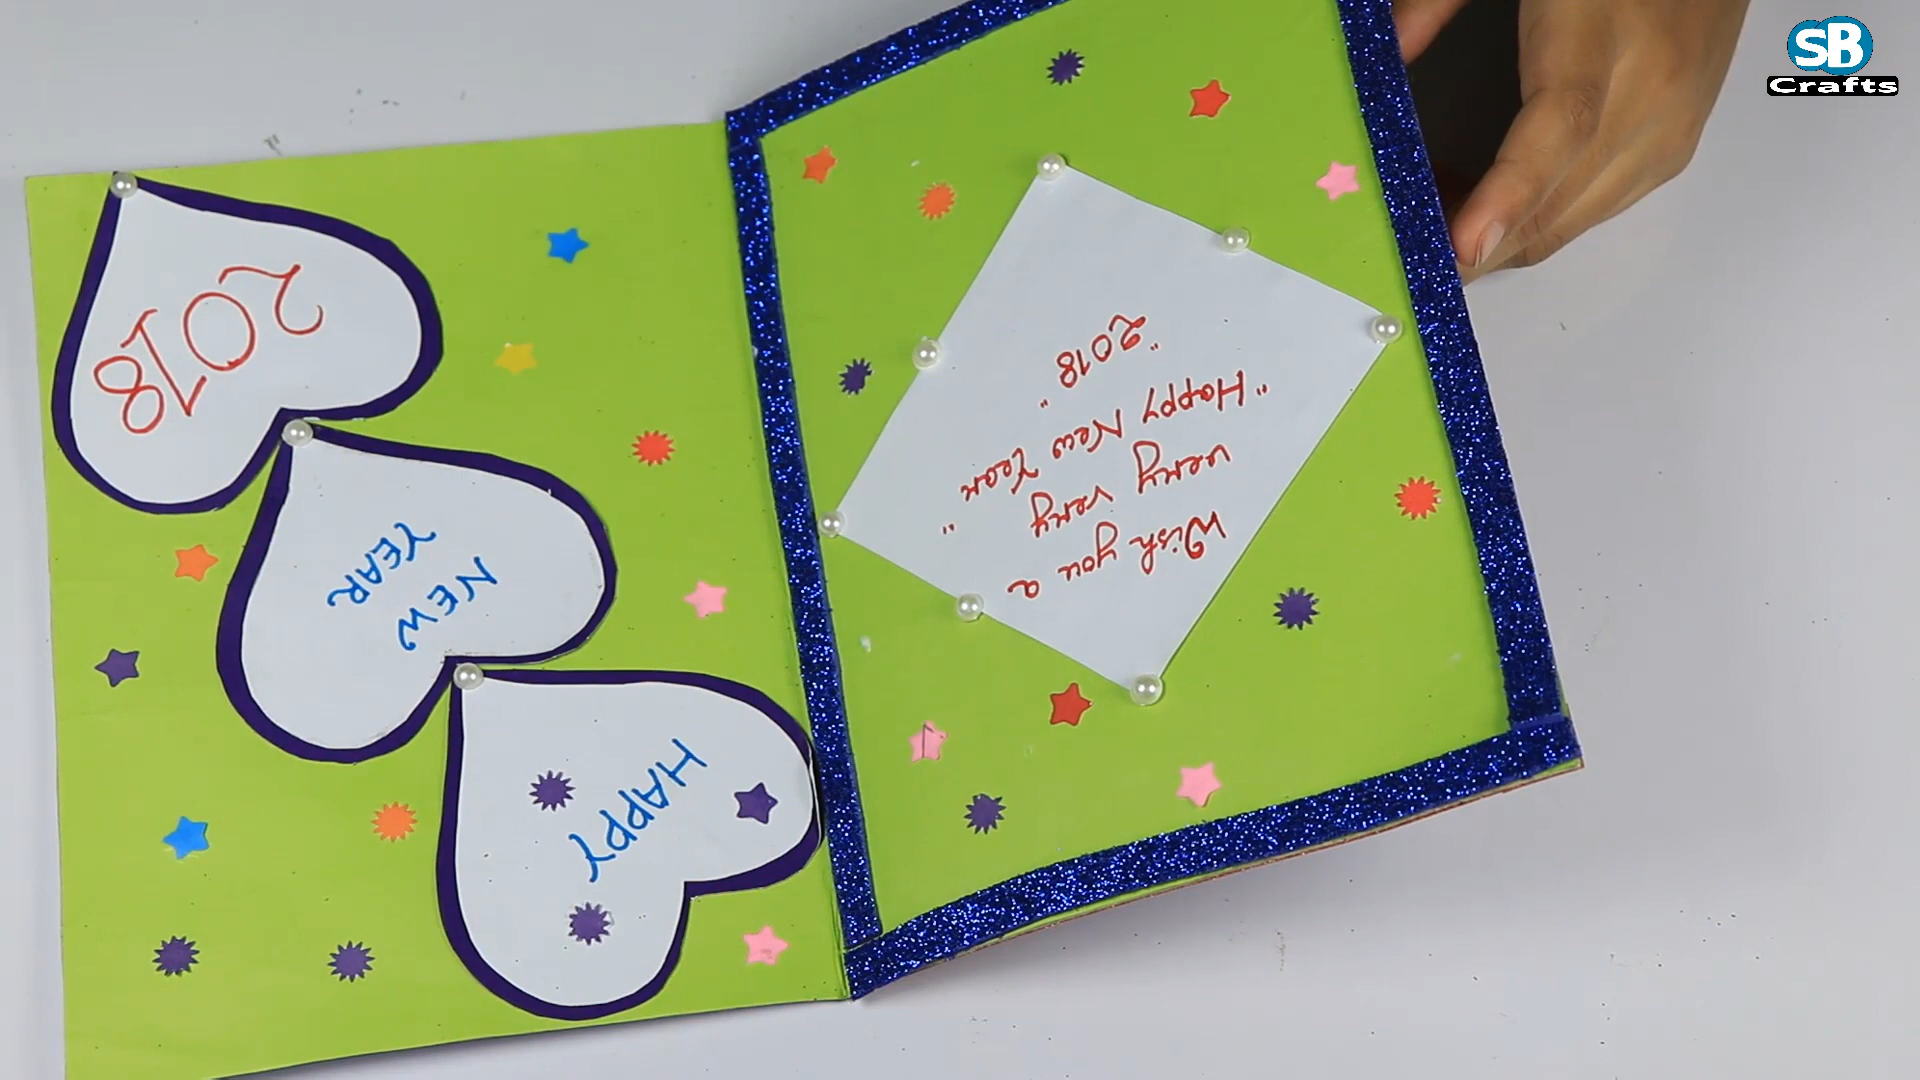 SB
Crafts
HAPPY
NEW
YEAR
2018
Wish you a
very very
"Happy New Year"
"2018"